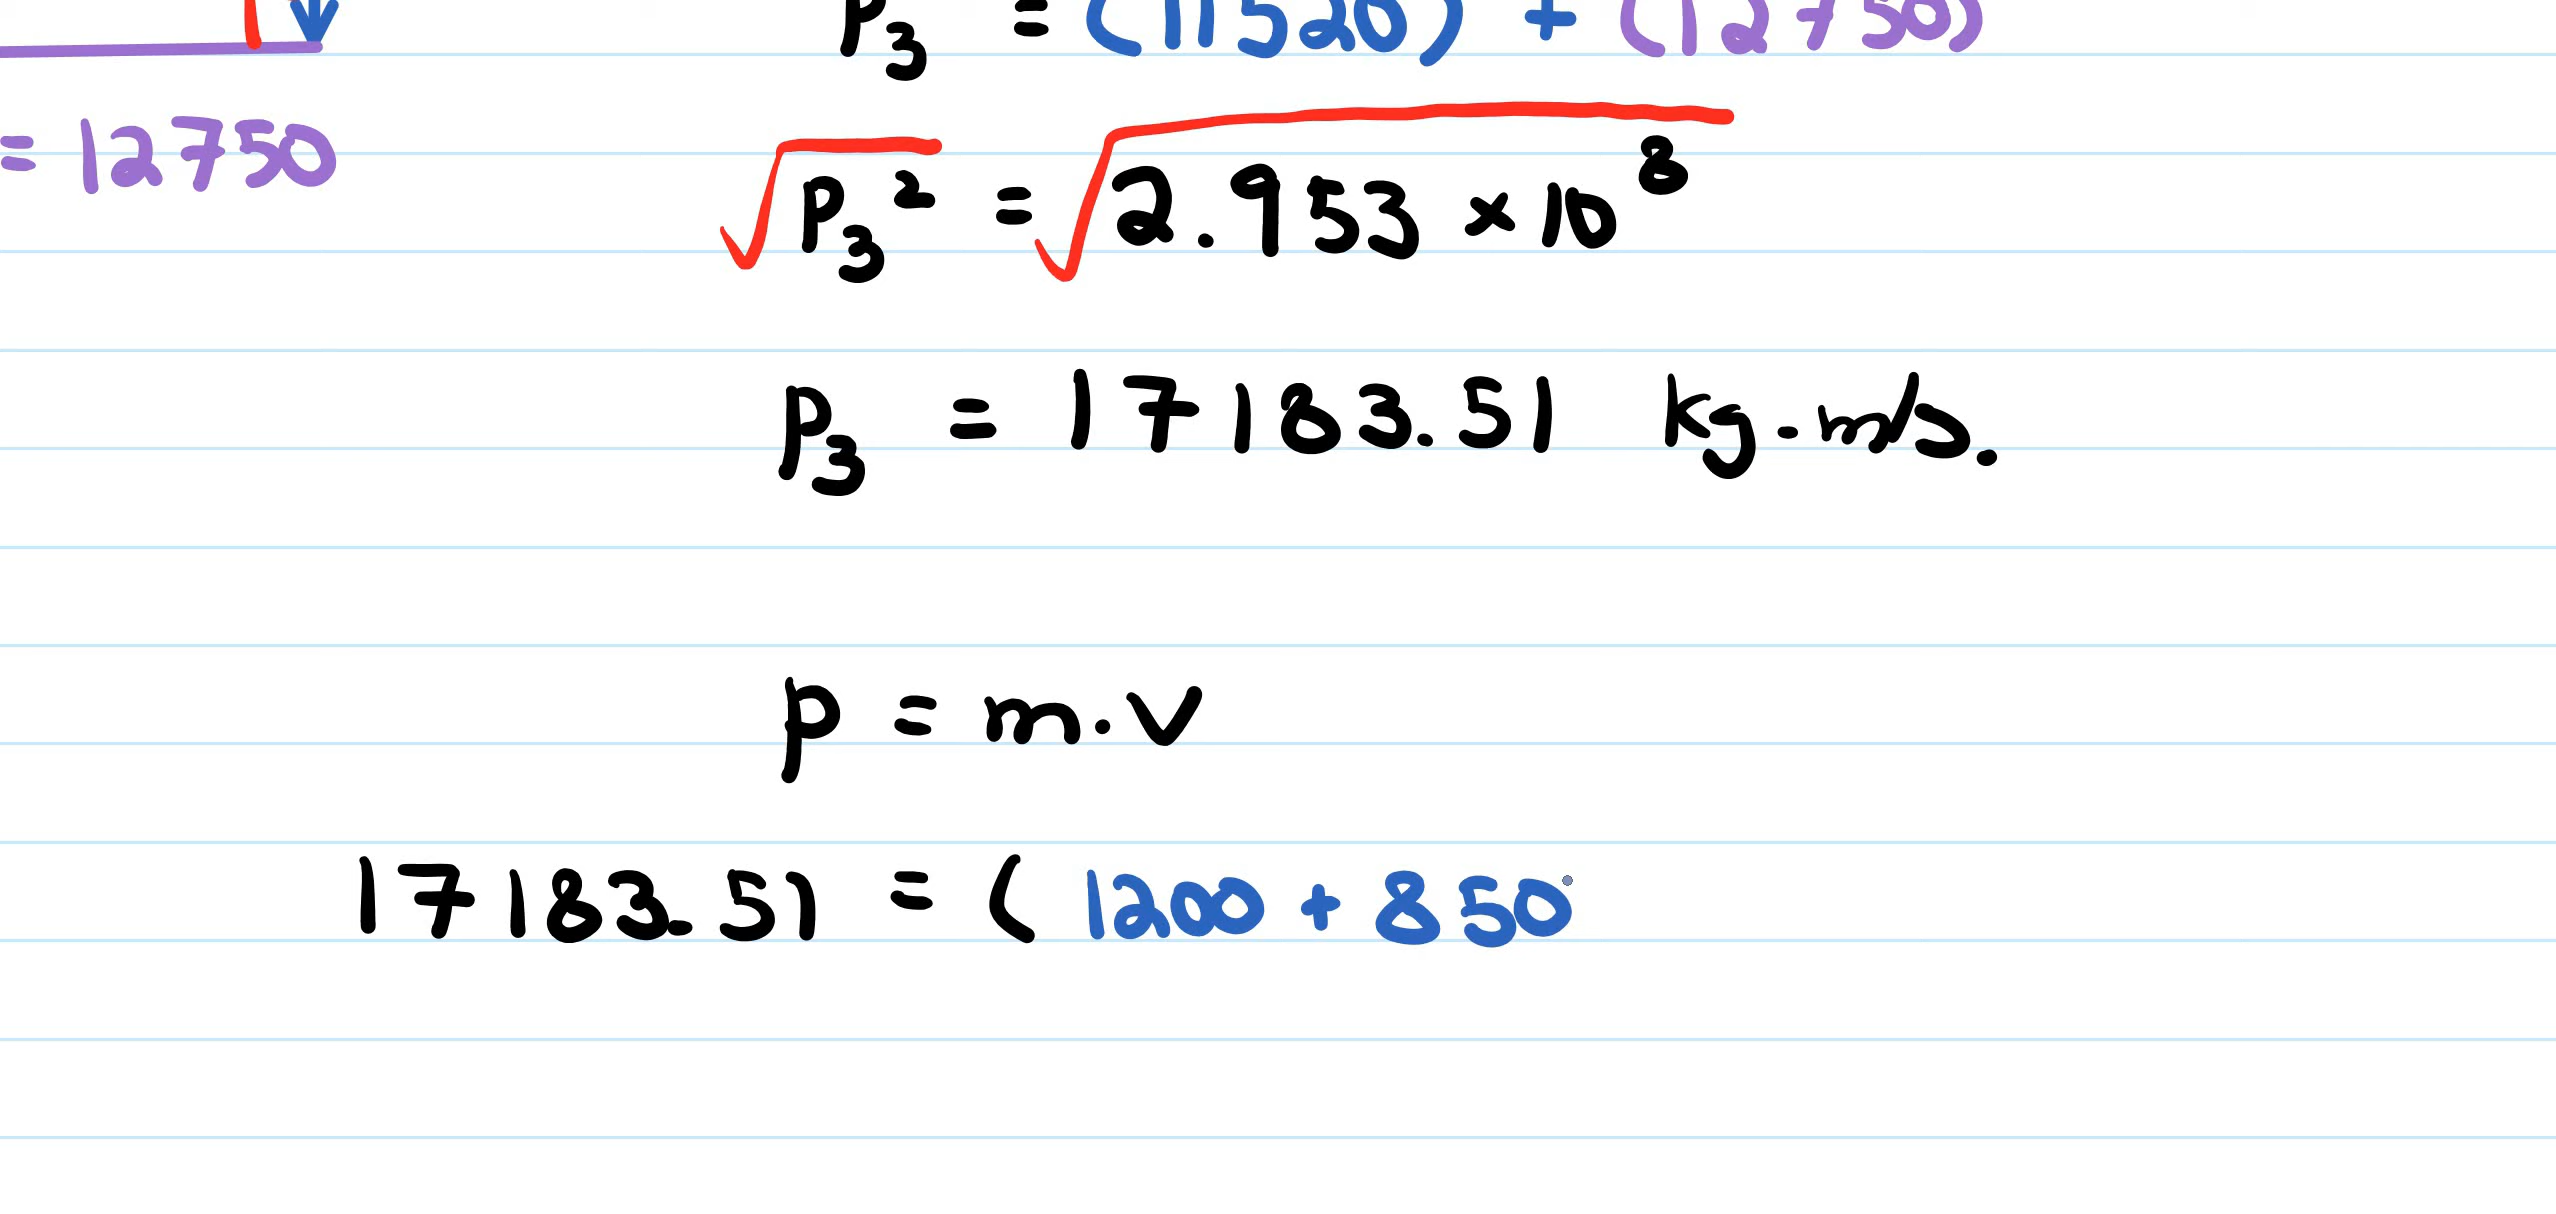 p₃ = (11520) + (12750)
= 12750
√p₃² = √2.953 × 10⁸
p₃ = 17183.51 kg.m/s.
p = m.v
17183.51 = ( 1200 + 850